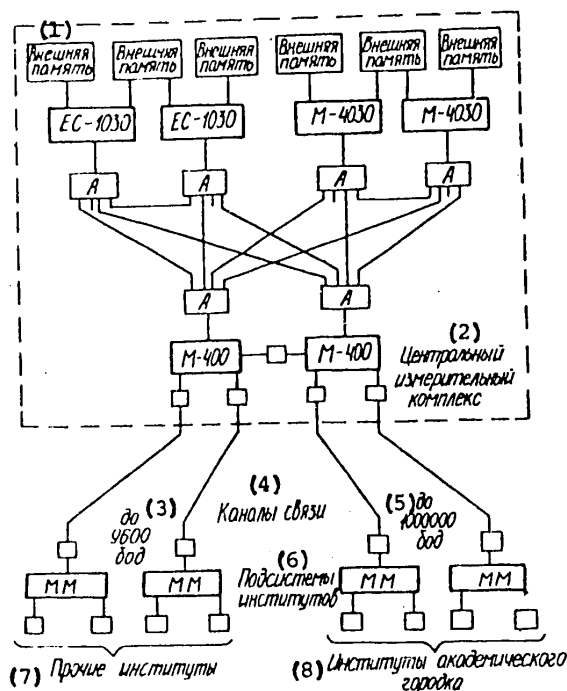 (1)
Внешняя память Внешняя память Внешняя память Внешняя память Внешняя память Внешняя память
ЕС-1030 ЕС-1030 М-4030 М-4030
А А А А
А А
(2)
М-400 М-400 Центральный
измерительный
комплекс
(3) до
9600
бод
(4)
Каналы связи
(5) до
1000000
бод
(6)
Подсистемы
институтов
ММ ММ ММ ММ
(7) Прочие институты
(8) Институты академического
городка